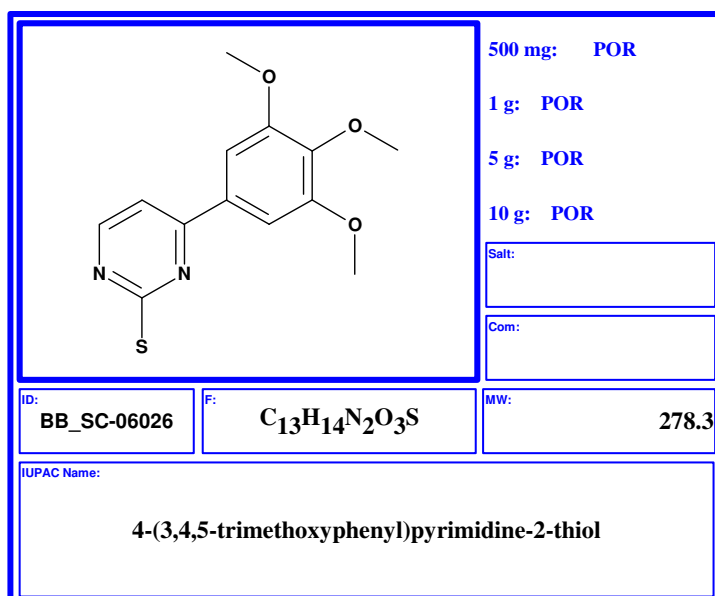 O
O
O
N
N
S
500 mg: POR
1 g: POR
5 g: POR
10 g: POR
Salt:
Com:
ID:
BB_SC-06026
F:
C13H14N2O3S
MW:
278.3
IUPAC Name:
4-(3,4,5-trimethoxyphenyl)pyrimidine-2-thiol